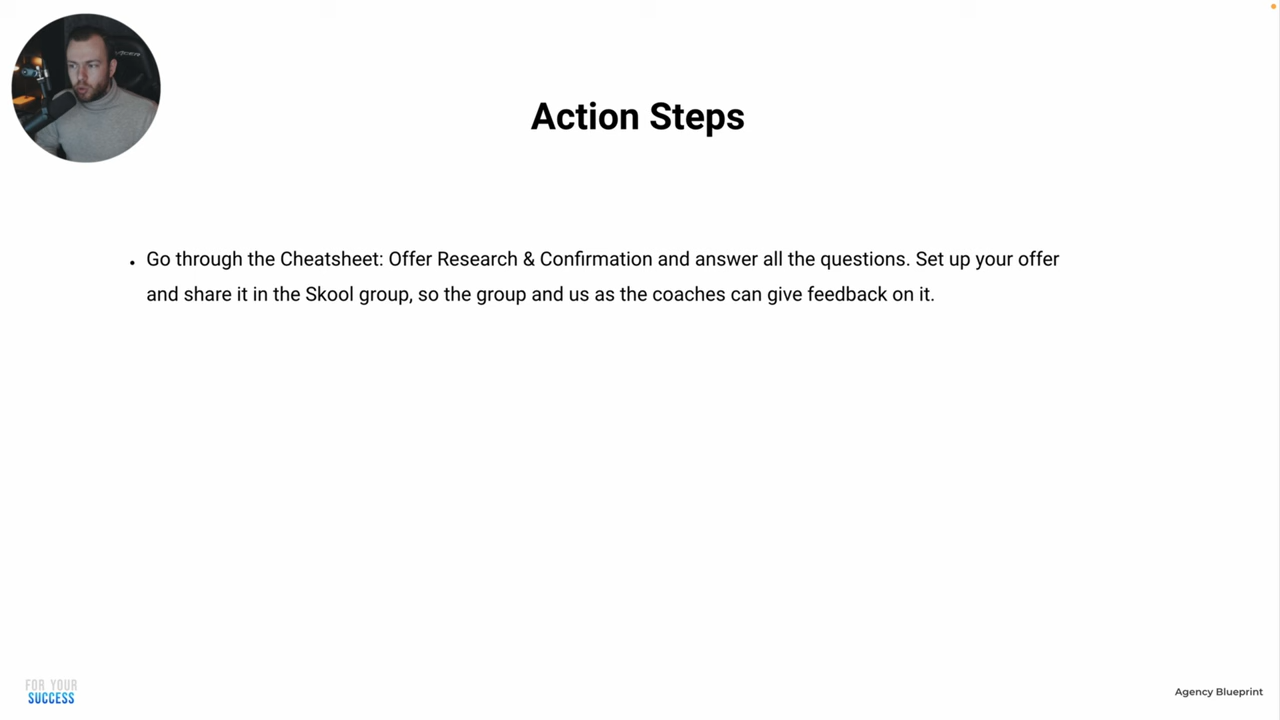 Action Steps
• Go through the Cheatsheet: Offer Research & Confirmation and answer all the questions. Set up your offer
and share it in the Skool group, so the group and us as the coaches can give feedback on it.
FOR YOUR
SUCCESS
Agency Blueprint